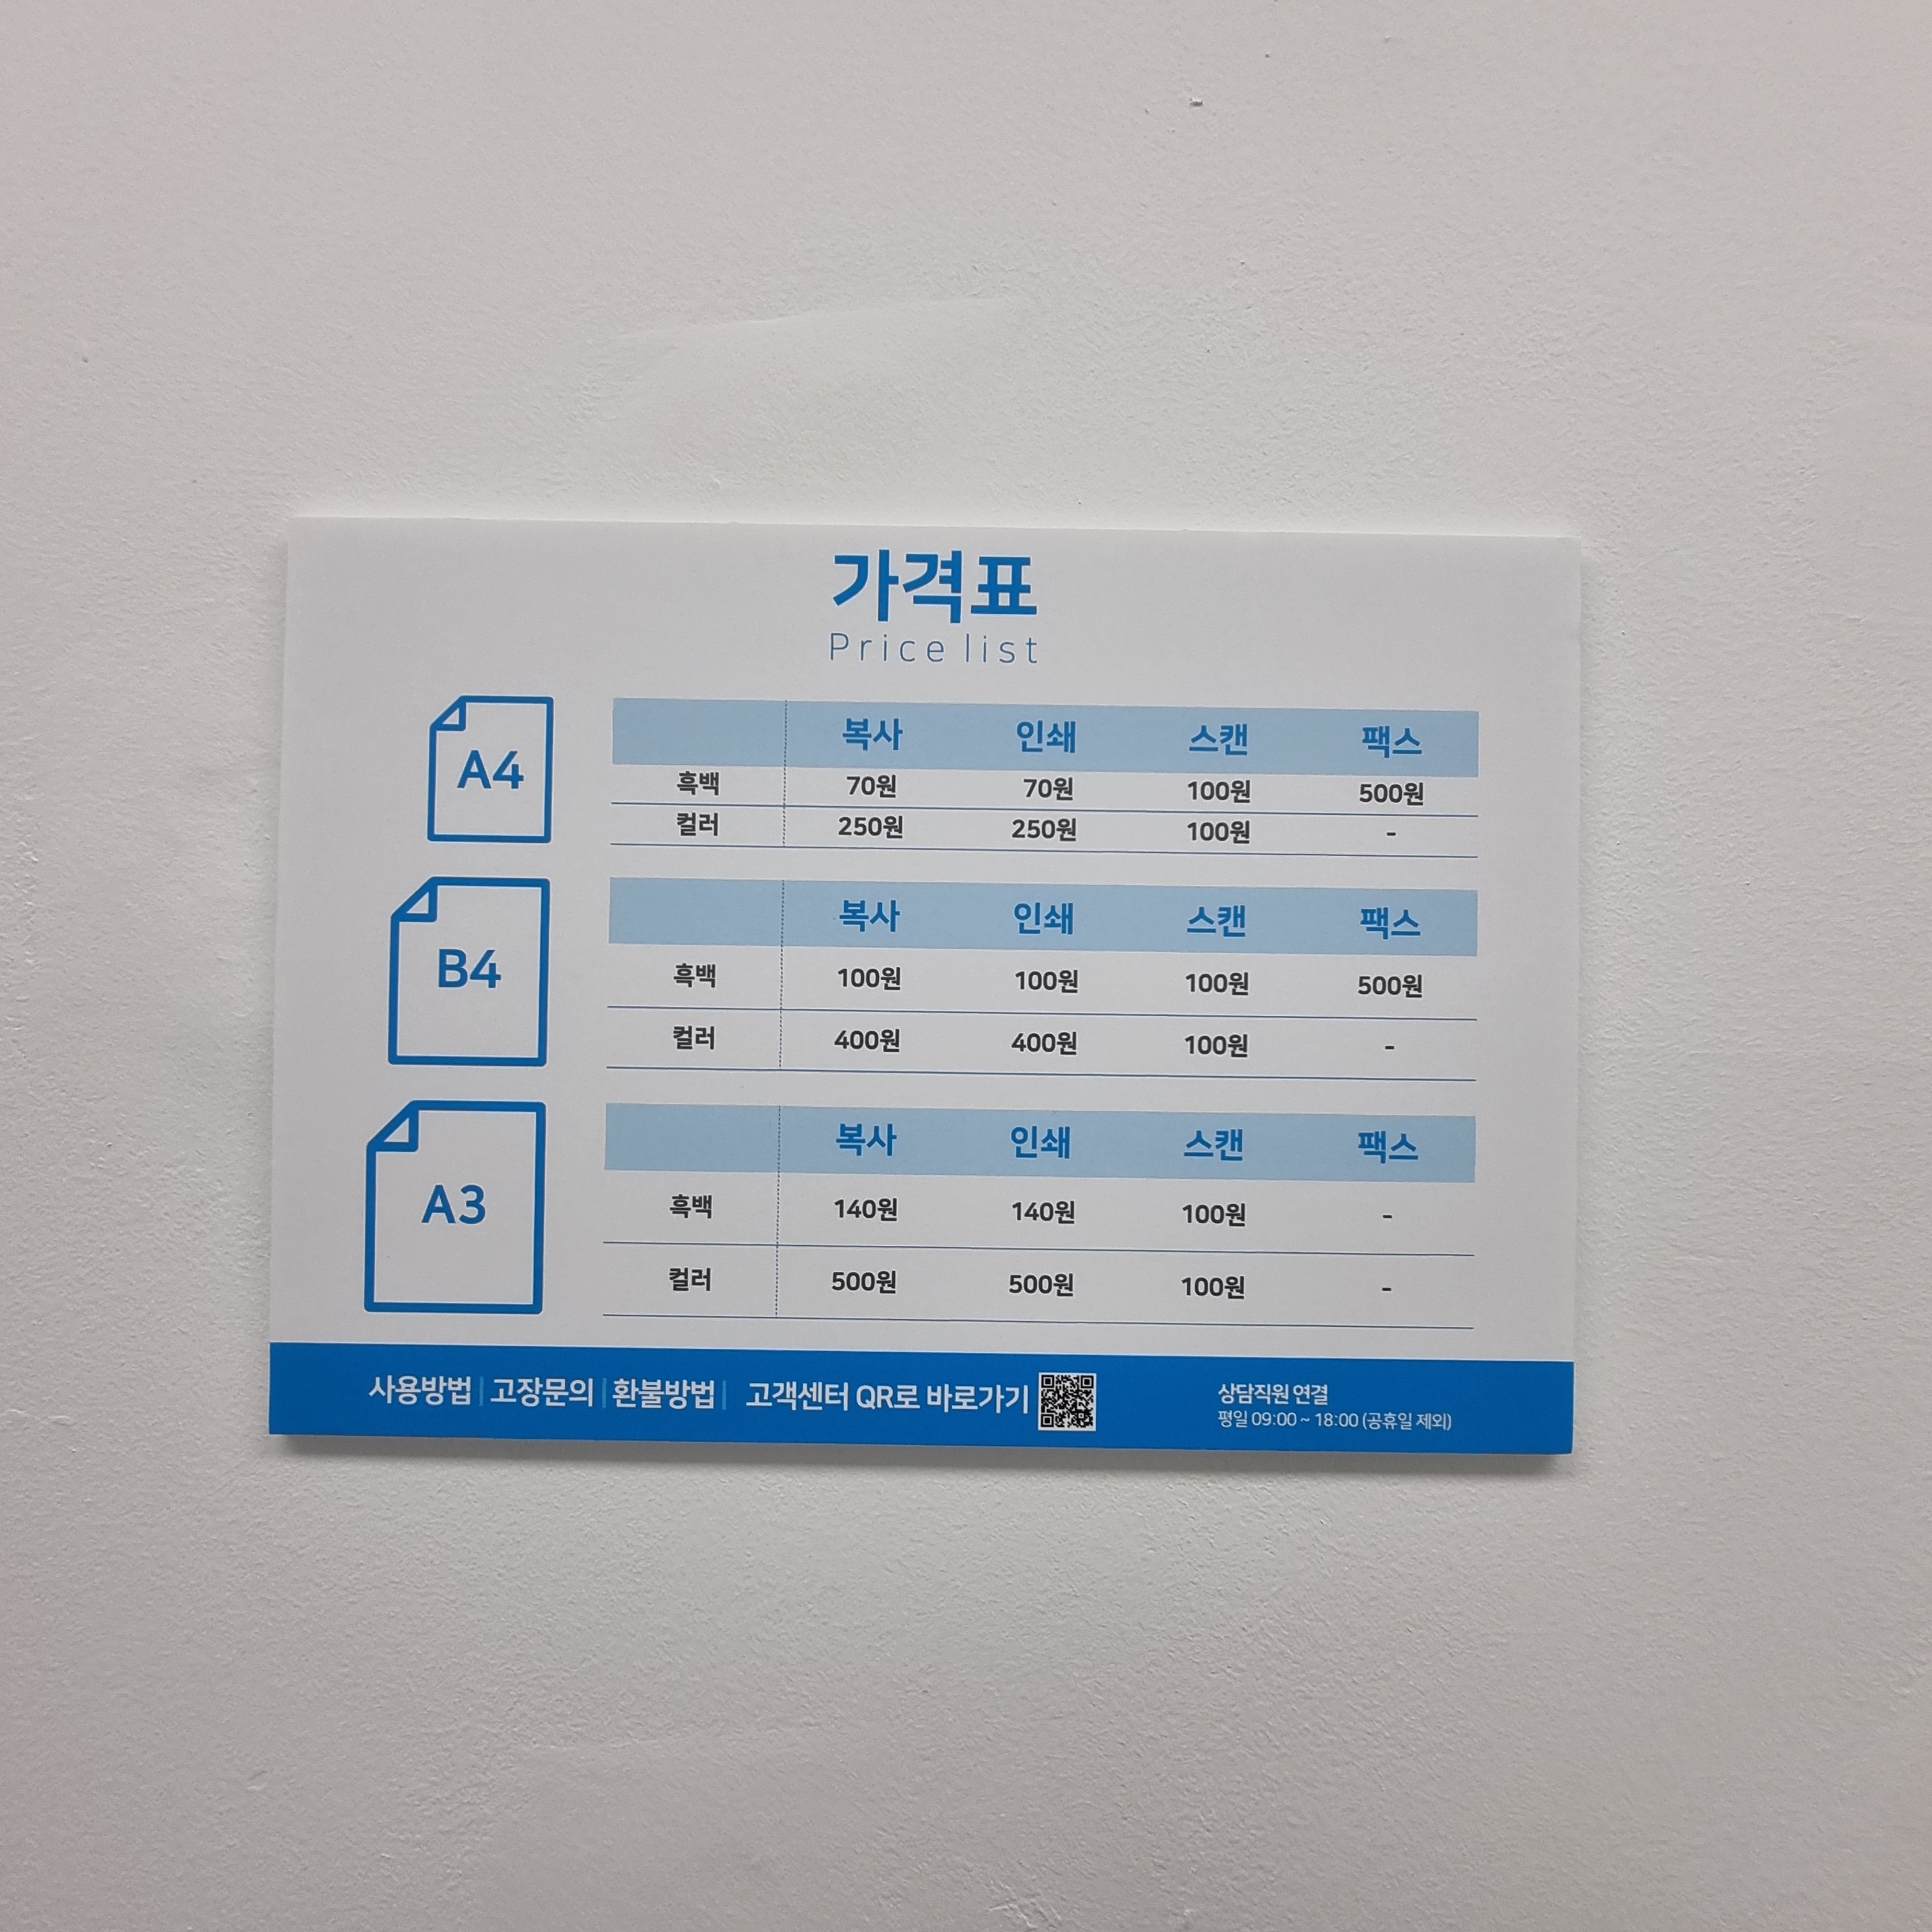 가격표
Price list
A4
복사 인쇄 스캔 팩스
흑백 70원 70원 100원 500원
컬러 250원 250원 100원 -
B4
복사 인쇄 스캔 팩스
흑백 100원 100원 100원 500원
컬러 400원 400원 100원 -
A3
복사 인쇄 스캔 팩스
흑백 140원 140원 100원 -
컬러 500원 500원 100원 -
사용방법 | 고장문의 | 환불방법 | 고객센터 QR로 바로가기
상담직원 연결
평일 09:00 ~ 18:00 (공휴일 제외)